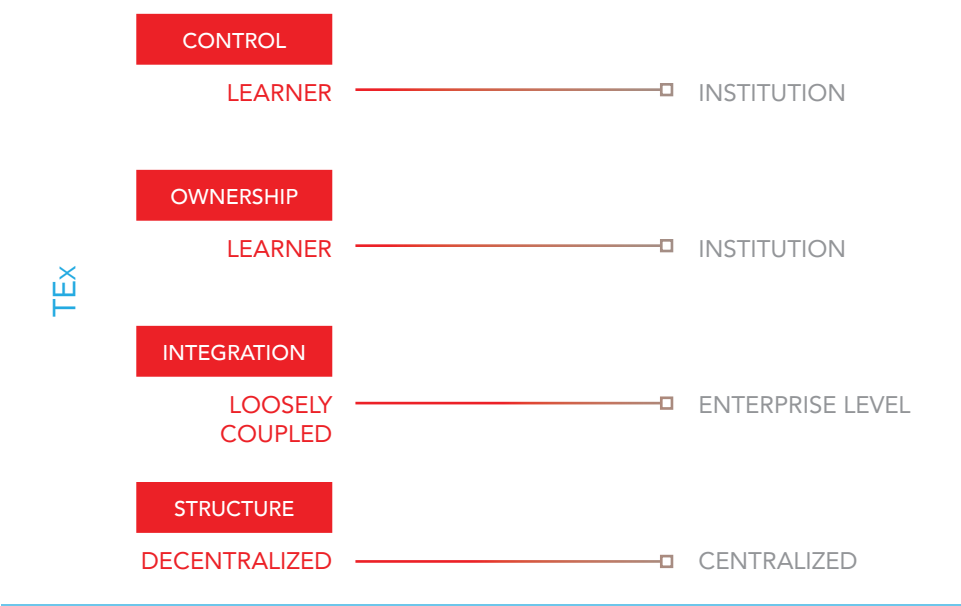 CONTROL
LEARNER INSTITUTION
OWNERSHIP
LEARNER INSTITUTION
TEx
INTEGRATION
LOOSELY ENTERPRISE LEVEL
COUPLED
STRUCTURE
DECENTRALIZED CENTRALIZED